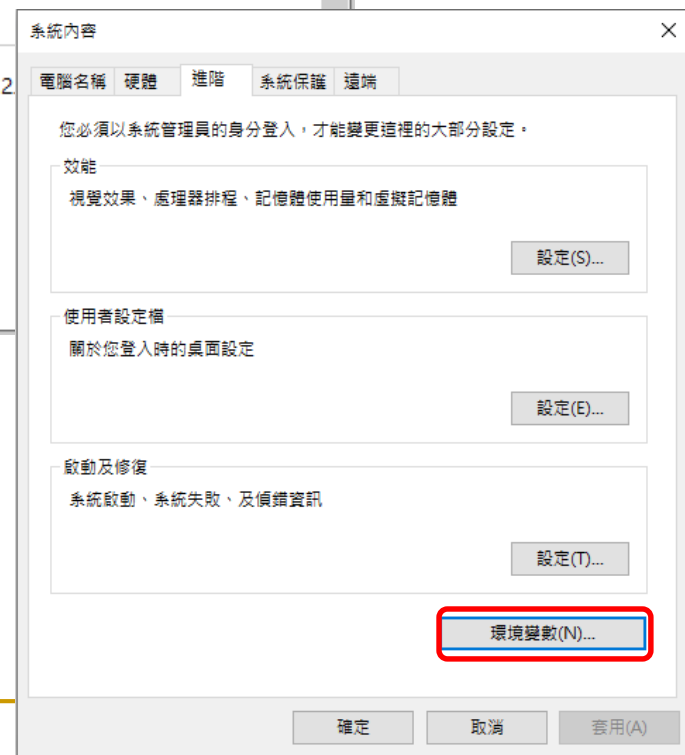 系統內容
2
電腦名稱 硬體 進階 系統保護 遠端
您必須以系統管理員的身分登入，才能變更這裡的大部分設定。
效能
視覺效果、處理器排程、記憶體使用量和虛擬記憶體
設定(S)...
使用者設定檔
關於您登入時的桌面設定
設定(E)...
啟動及修復
系統啟動、系統失敗、及偵錯資訊
設定(T)...
環境變數(N)...
確定 取消 套用(A)